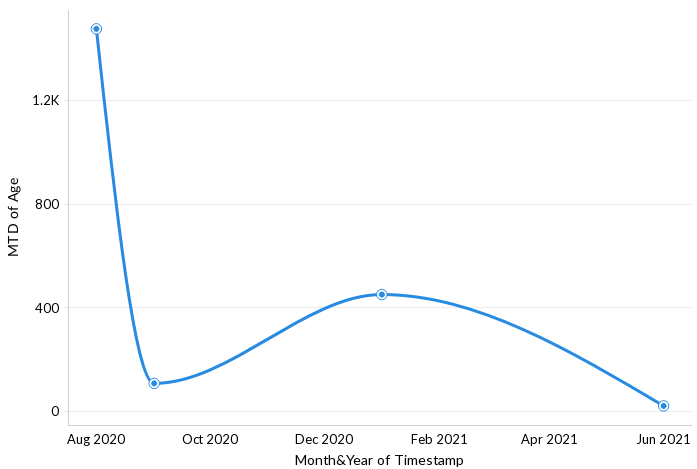 MTD of Age
1.2K
800
400
0
Aug 2020 Oct 2020 Dec 2020 Feb 2021 Apr 2021 Jun 2021
Month&Year of Timestamp